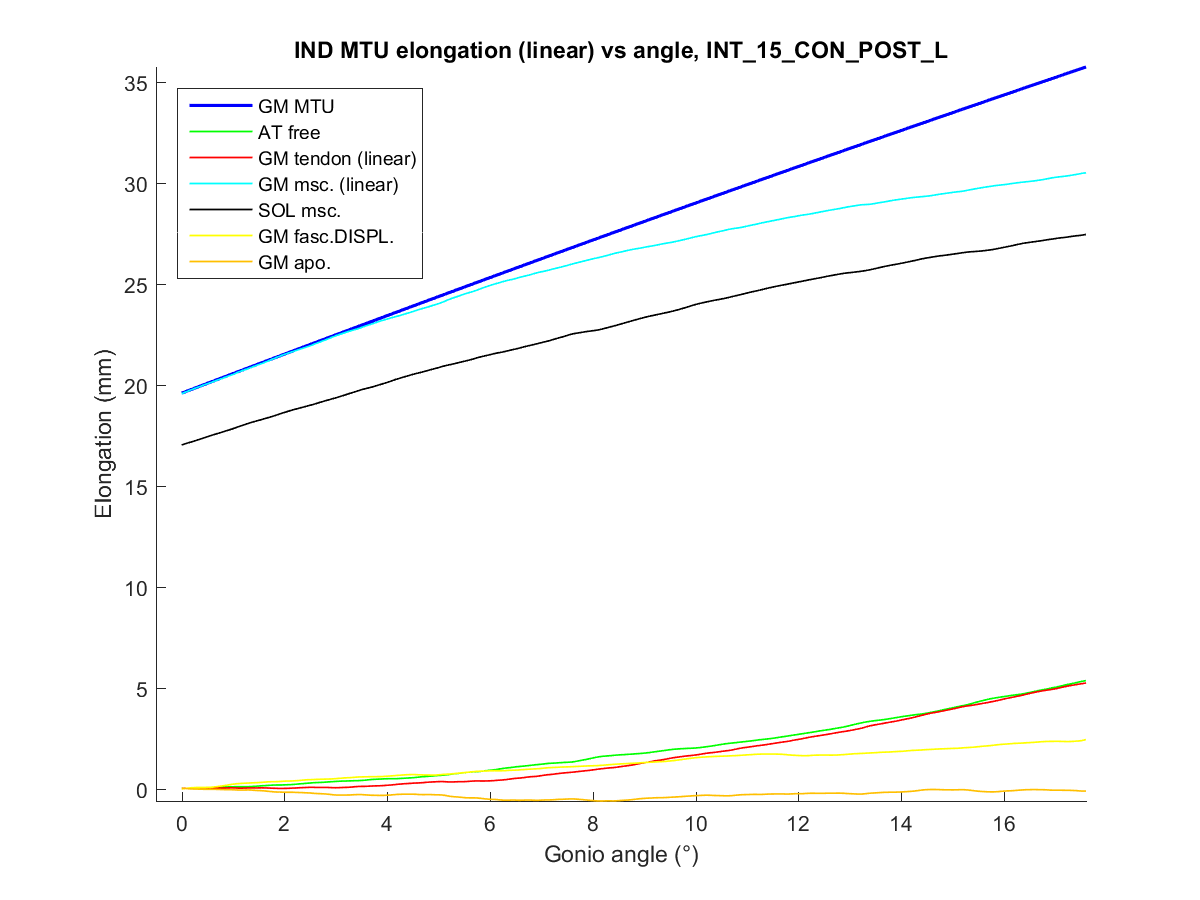 IND MTU elongation (linear) vs angle, INT_15_CON_POST_L
GM MTU
AT free
GM tendon (linear)
GM msc. (linear)
SOL msc.
GM fasc.DISPL.
GM apo.
Elongation (mm)
35
30
25
20
15
10
5
0
0 2 4 6 8 10 12 14 16
Gonio angle (°)